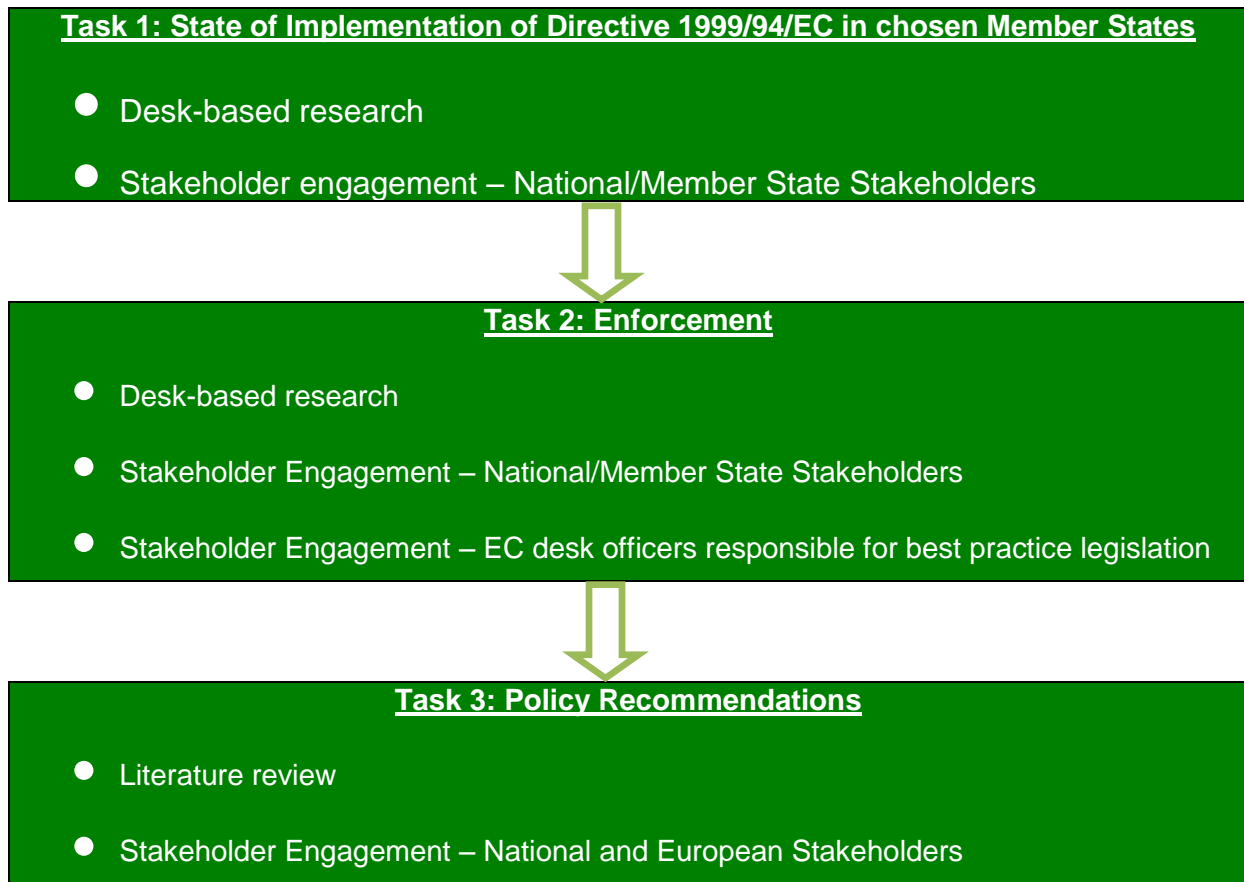 Task 1: State of Implementation of Directive 1999/94/EC in chosen Member States
● Desk-based research
● Stakeholder engagement – National/Member State Stakeholders
Task 2: Enforcement
● Desk-based research
● Stakeholder Engagement – National/Member State Stakeholders
● Stakeholder Engagement – EC desk officers responsible for best practice legislation
Task 3: Policy Recommendations
● Literature review
● Stakeholder Engagement – National and European Stakeholders